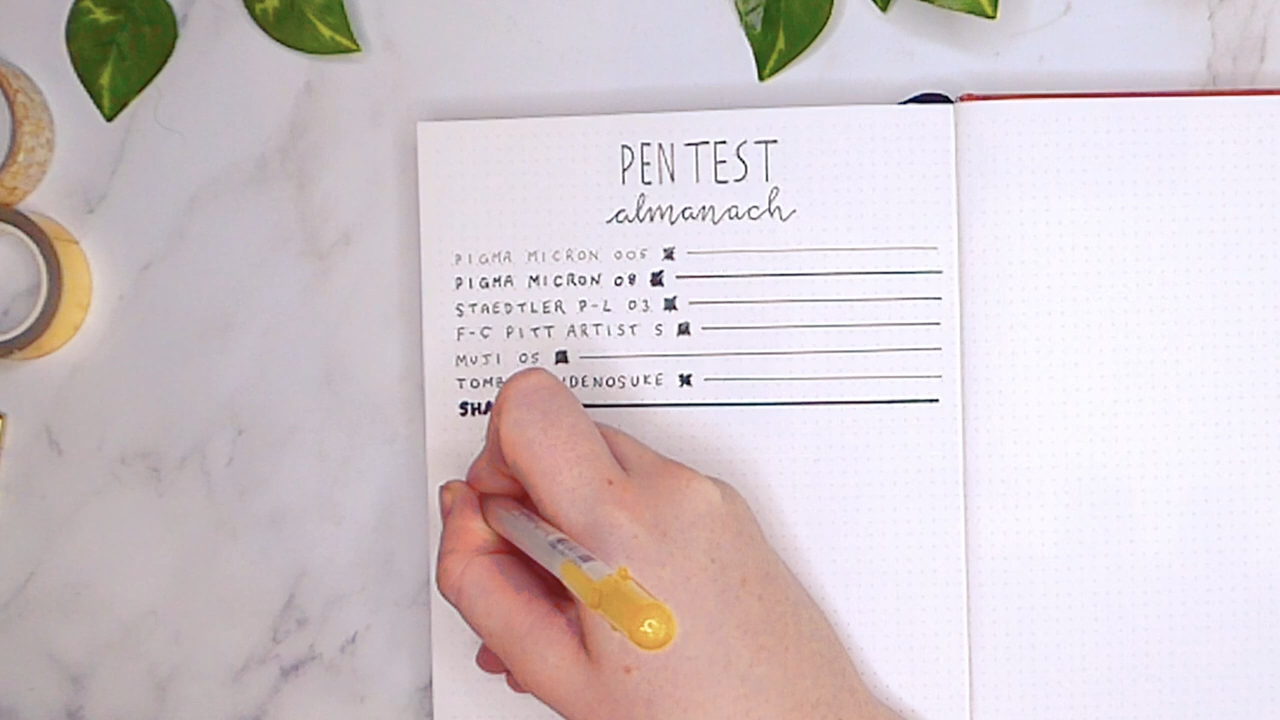 PEN TEST
almanach
PIGMA MICRON 005
PIGMA MICRON 08
STAEDTLER P-L 03
F-C PITT ARTIST S
MUJI 05